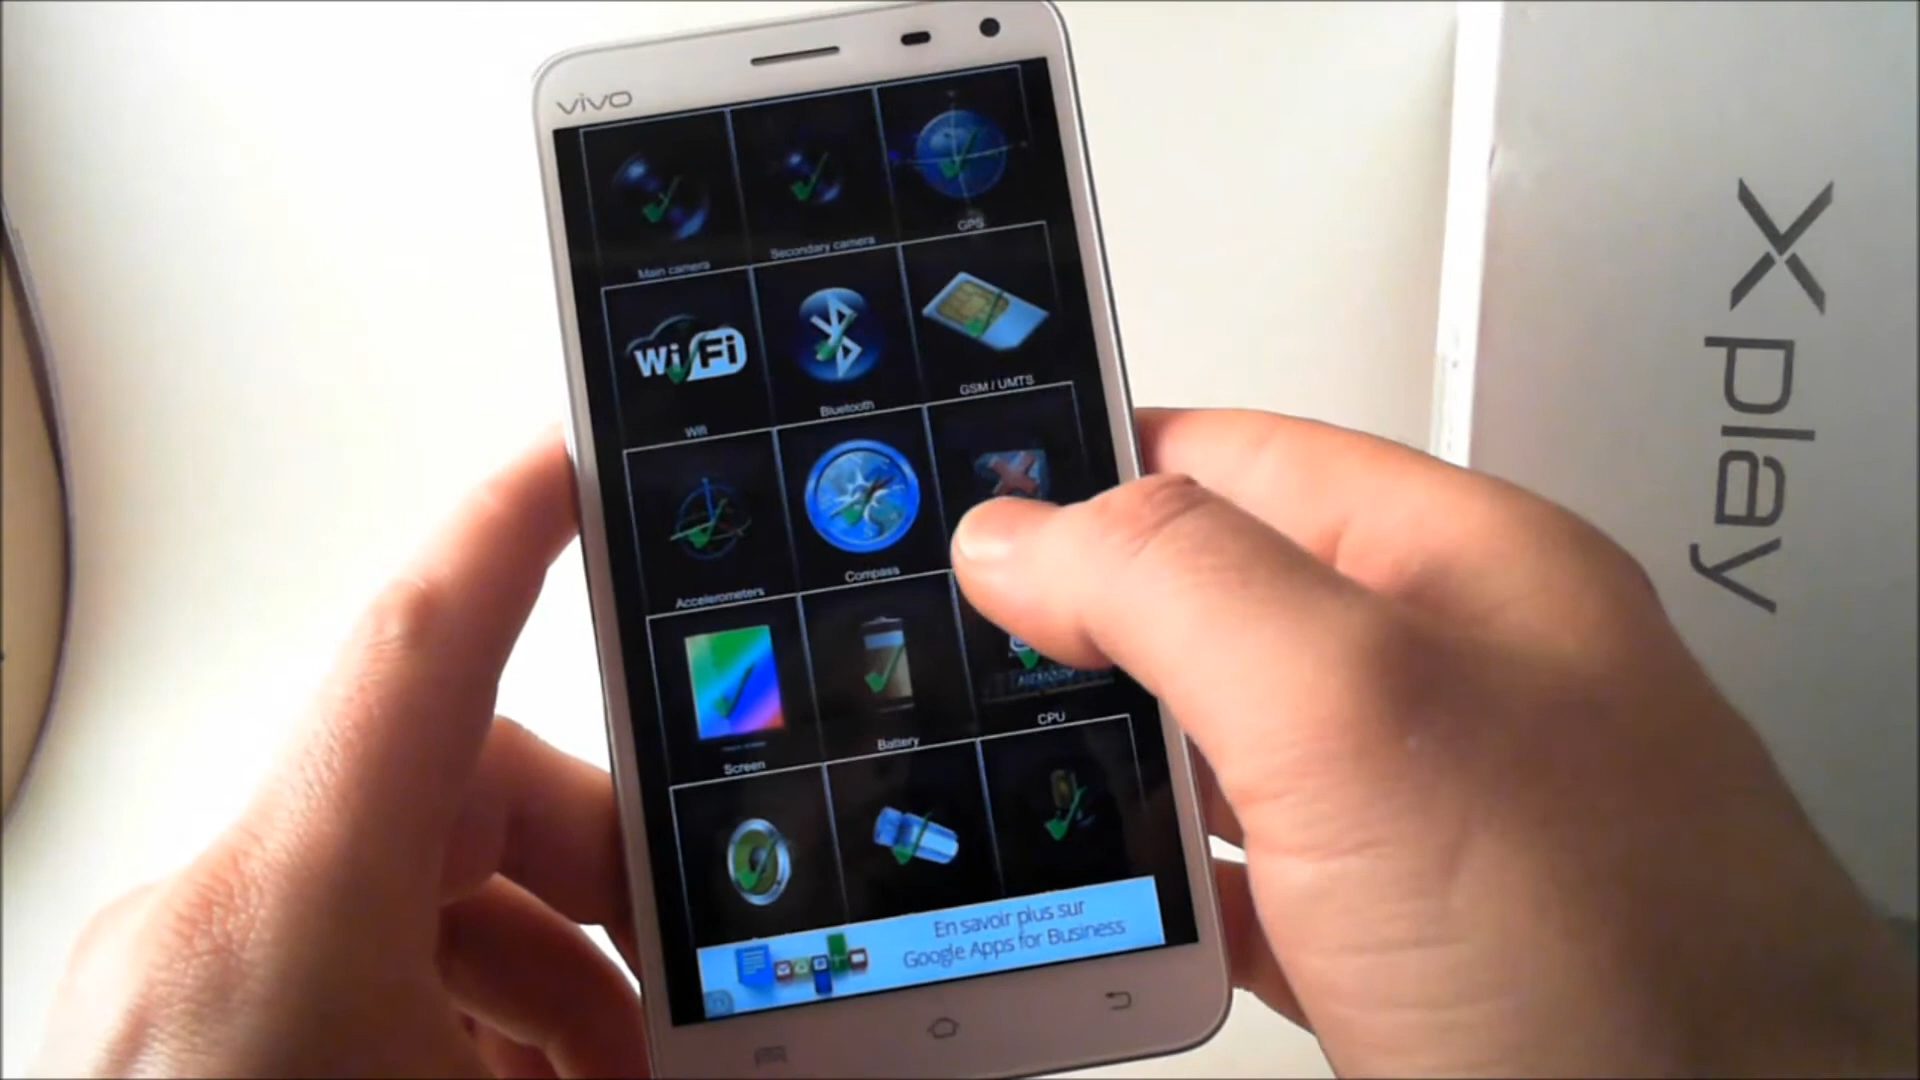 vivo
Main camera
Secondary camera
GPS
WiFi
Wifi
Bluetooth
GSM / UMTS
Accelerometers
Compass
Screen
Battery
MEMORY
CPU
En savoir plus sur
Google Apps for Business
Xplay